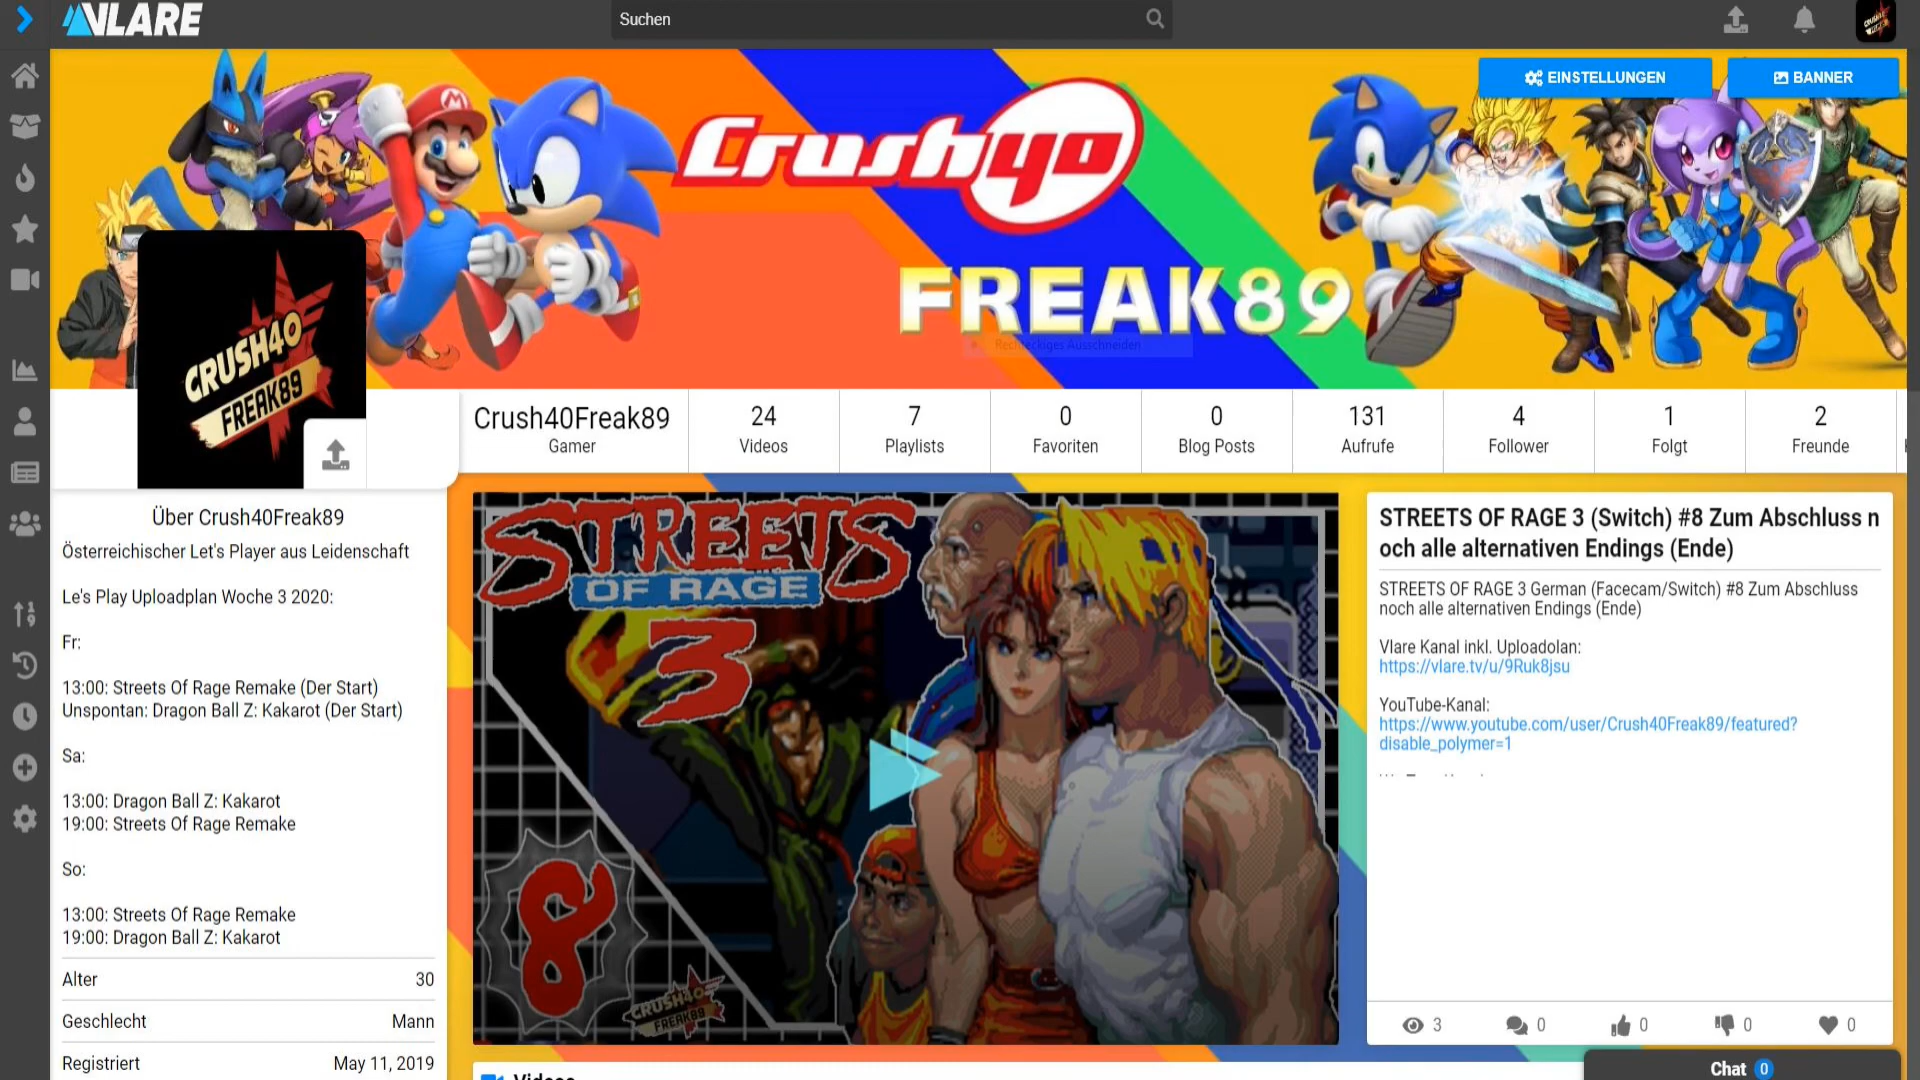 VLARE
Suchen
EINSTELLUNGEN
BANNER
Crush 40
FREAK89
Rechteckiges Ausschneiden
CRUSH40
FREAK89
Crush40Freak89
Gamer
24
Videos
7
Playlists
0
Favoriten
0
Blog Posts
131
Aufrufe
4
Follower
1
Folgt
2
Freunde
Über Crush40Freak89
Österreichischer Let's Player aus Leidenschaft
Le's Play Uploadplan Woche 3 2020:
Fr:
13:00: Streets Of Rage Remake (Der Start)
Unspontan: Dragon Ball Z: Kakarot (Der Start)
Sa:
13:00: Dragon Ball Z: Kakarot
19:00: Streets Of Rage Remake
So:
13:00: Streets Of Rage Remake
19:00: Dragon Ball Z: Kakarot
Alter 30
Geschlecht Mann
Registriert May 11, 2019
STREETS
OF RAGE
3
8
CRUSH40
FREAK89
STREETS OF RAGE 3 (Switch) #8 Zum Abschluss n
och alle alternativen Endings (Ende)
STREETS OF RAGE 3 German (Facecam/Switch) #8 Zum Abschluss
noch alle alternativen Endings (Ende)
Vlare Kanal inkl. Uploadolan:
https://vlare.tv/u/9Ruk8jsu
YouTube-Kanal:
https://www.youtube.com/user/Crush40Freak89/featured?
disable_polymer=1
3 0 0 0 0
Videos
Chat 0